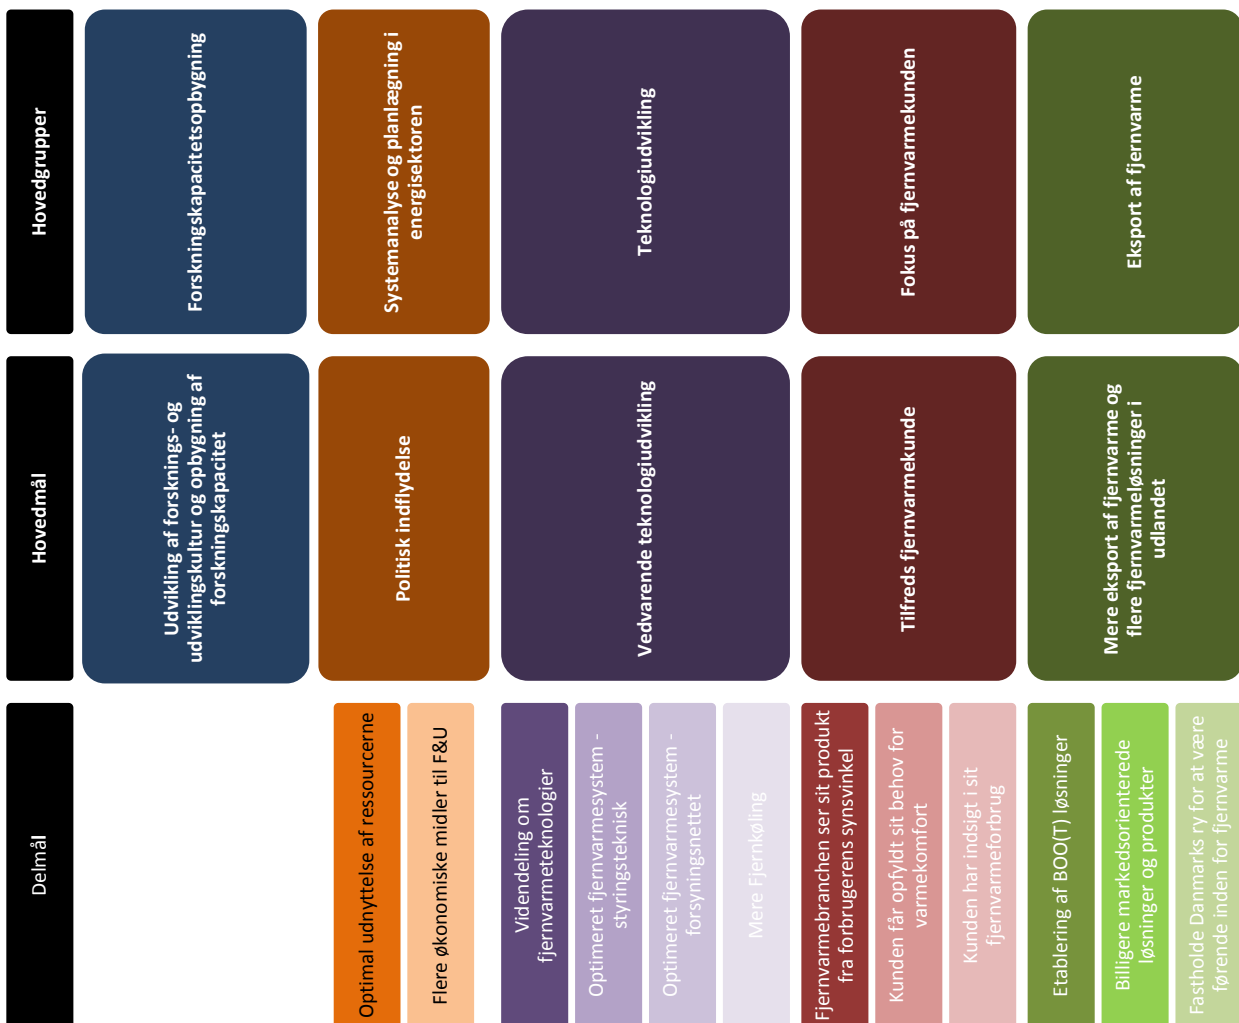 Hovedgrupper
Forskningskapacitetsopbygning
Systemanalyse og planlægning i
energisektoren
Teknologiudvikling
Fokus på fjernvarmekunden
Eksport af fjernvarme
Hovedmål
Udvikling af forsknings- og
udviklingskultur og opbygning af
forskningskapacitet
Politisk indflydelse
Vedvarende teknologiudvikling
Tilfreds fjernvarmekunde
Mere eksport af fjernvarme og
flere fjernvarmeløsninger i
udlandet
Delmål
Optimal udnyttelse af ressourcerne
Flere økonomiske midler til F&U
Videndeling om
fjernvarmeteknologier
Optimeret fjernvarmesystem -
styringsteknisk
Optimeret fjernvarmesystem -
forsyningsnettet
Mere Fjernkøling
Fjernvarmebranchen ser sit produkt
fra forbrugerens synsvinkel
Kunden får opfyldt sit behov for
varmekomfort
Kunden har indsigt i sit
fjernvarmeforbrug
Etablering af BOO(T) løsninger
Billigere markedsorienterede
løsninger og produkter
Fastholde Danmarks ry for at være
førende inden for fjernvarme